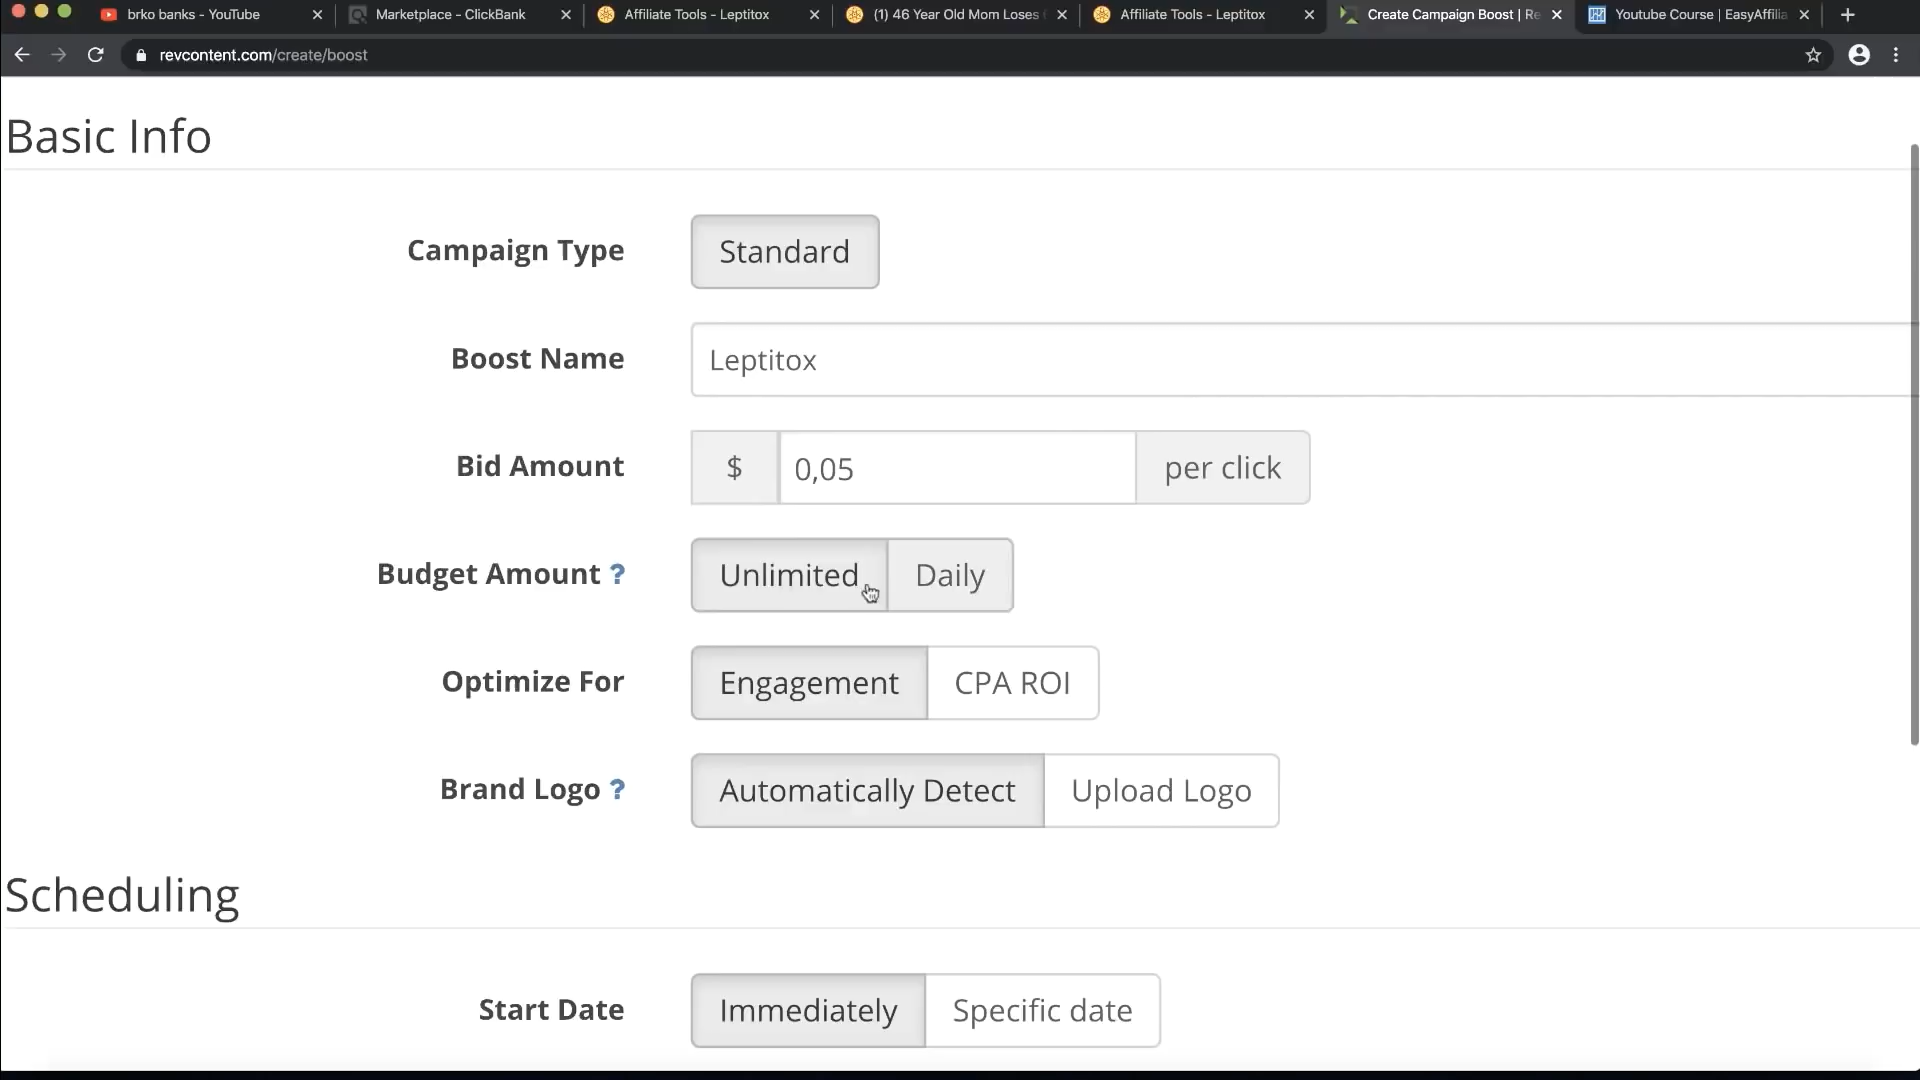 brko banks - YouTube
Marketplace - ClickBank
Affiliate Tools - Leptitox
(1) 46 Year Old Mom Loses
Affiliate Tools - Leptitox
Create Campaign Boost | Re
Youtube Course | EasyAffilia
revcontent.com/create/boost
Basic Info
Campaign Type
Standard
Boost Name
Leptitox
Bid Amount
$ 0,05 per click
Budget Amount ?
Unlimited Daily
Optimize For
Engagement CPA ROI
Brand Logo ?
Automatically Detect Upload Logo
Scheduling
Start Date
Immediately Specific date